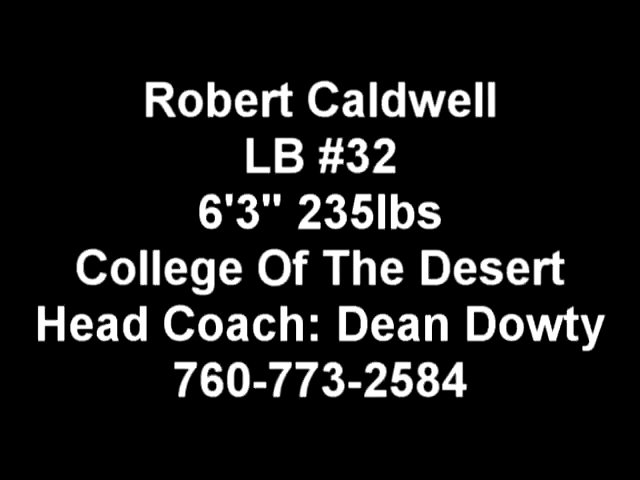 Robert Caldwell
LB #32
6'3" 235lbs
College Of The Desert
Head Coach: Dean Dowty
760-773-2584